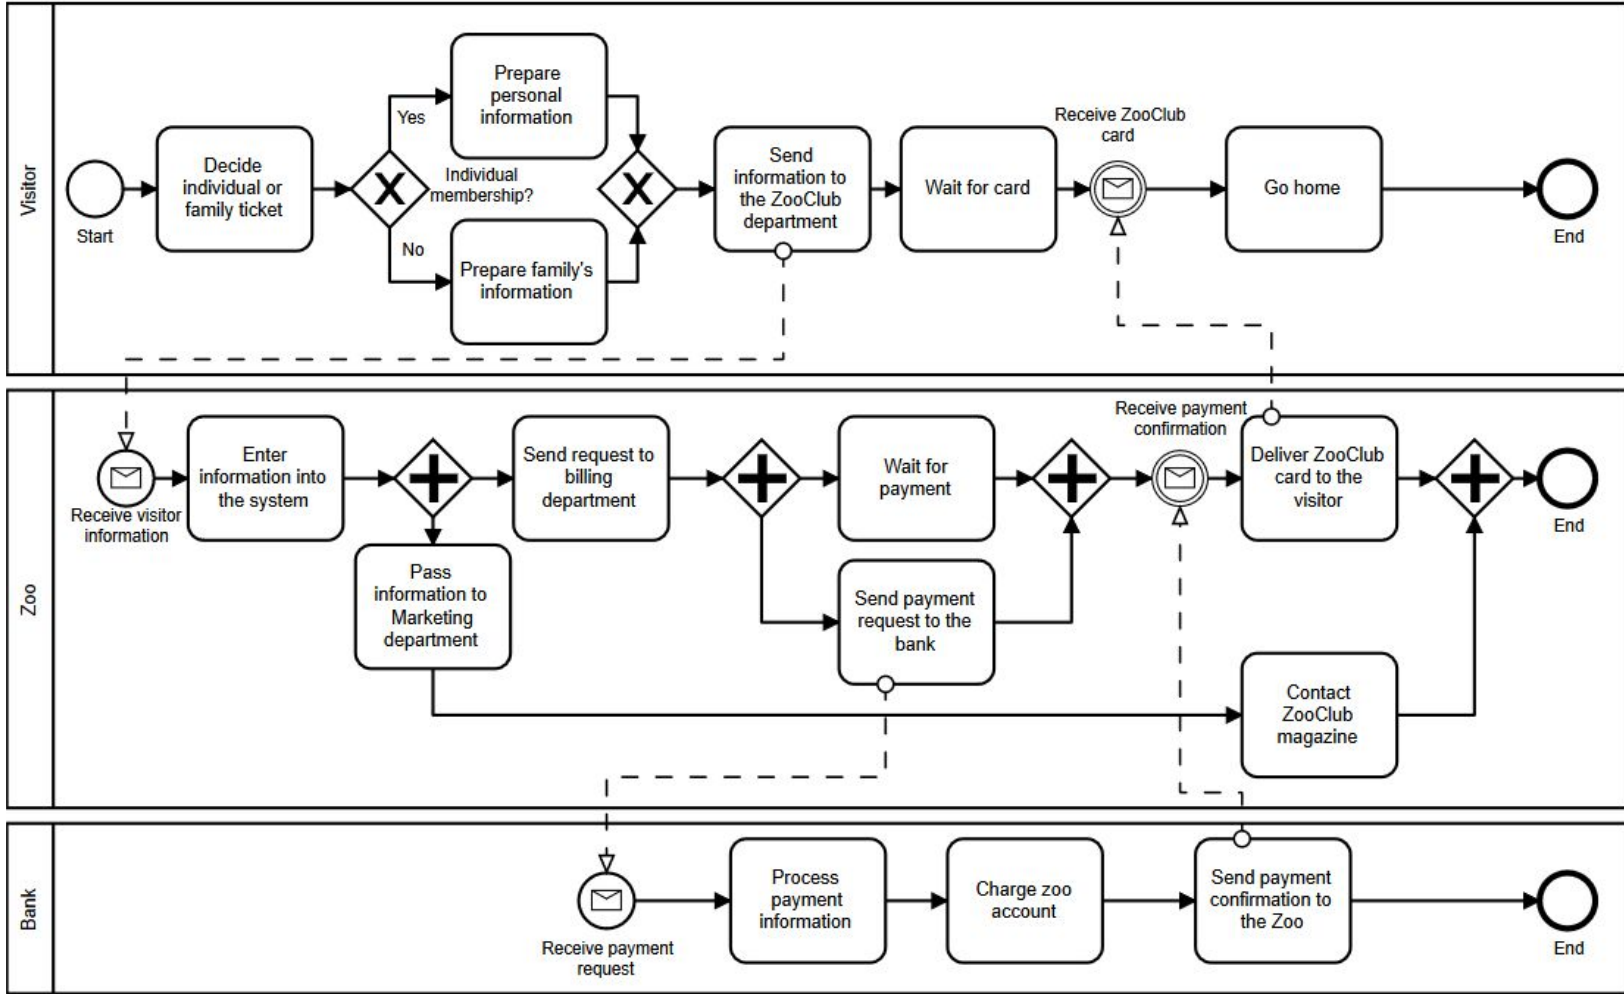 Visitor
Start
Decide
individual or
family ticket
Yes
No
Individual
membership?
Prepare
personal
information
Prepare family's
information
Send
information to
the ZooClub
department
Wait for card
Receive ZooClub
card
Go home
End
Zoo
Receive visitor
information
Enter
information into
the system
Pass
information to
Marketing
department
Send request to
billing
department
Wait for
payment
Send payment
request to the
bank
Receive payment
confirmation
Deliver ZooClub
card to the
visitor
Contact
ZooClub
magazine
End
Bank
Receive payment
request
Process
payment
information
Charge zoo
account
Send payment
confirmation to
the Zoo
End